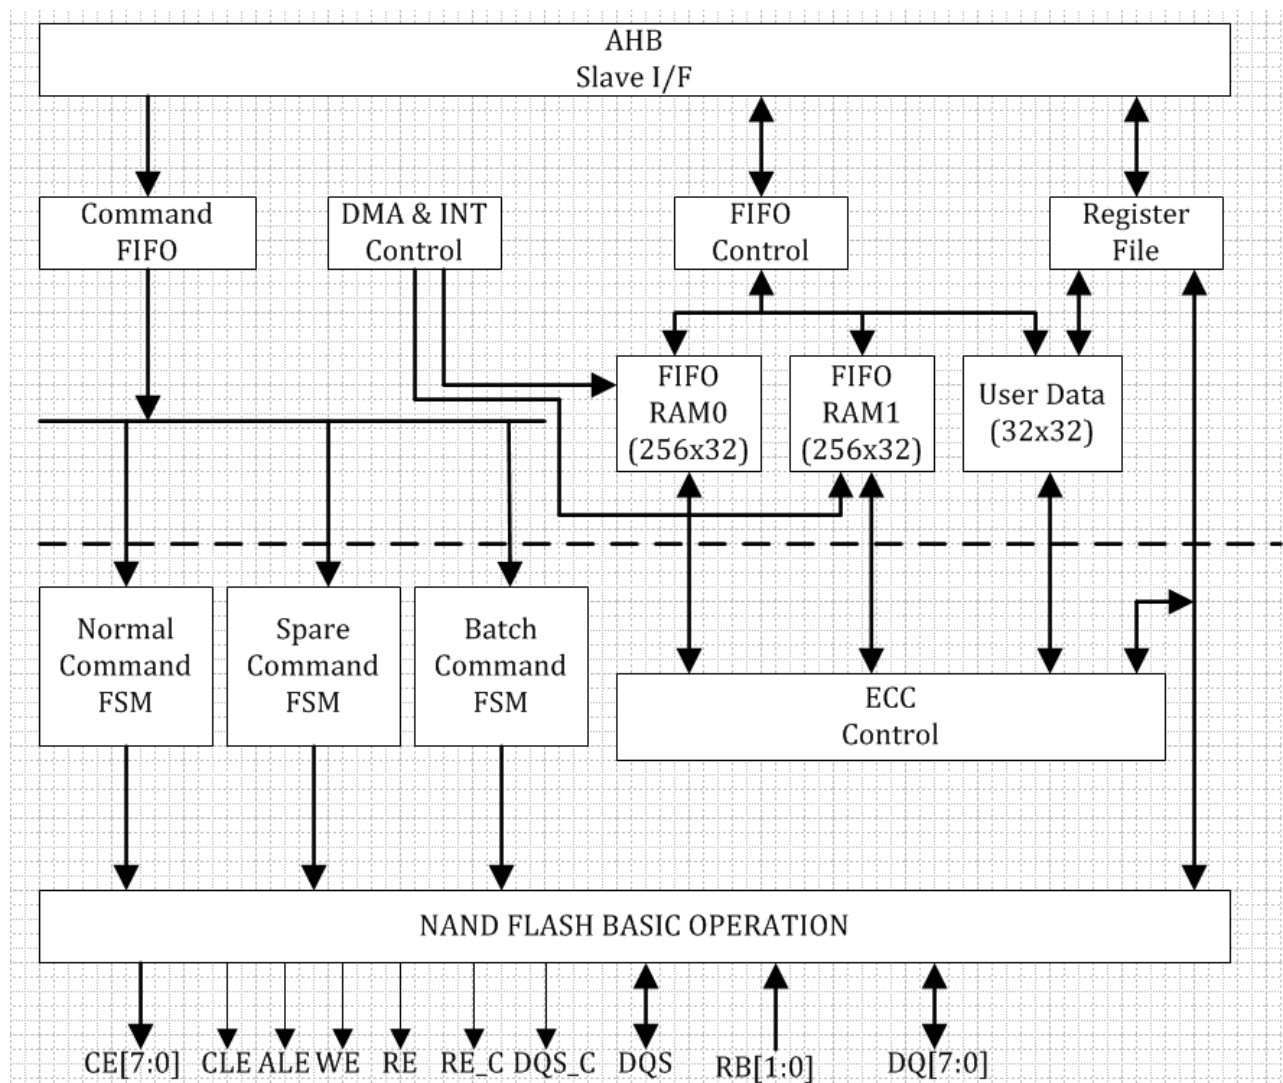 AHB
Slave I/F
Command
FIFO
DMA & INT
Control
FIFO
Control
Register
File
FIFO
RAM0
(256x32)
FIFO
RAM1
(256x32)
User Data
(32x32)
Normal
Command
FSM
Spare
Command
FSM
Batch
Command
FSM
ECC
Control
NAND FLASH BASIC OPERATION
CE[7:0]
CLE
ALE
WE
RE
RE_C
DQS_C
DQS
RB[1:0]
DQ[7:0]